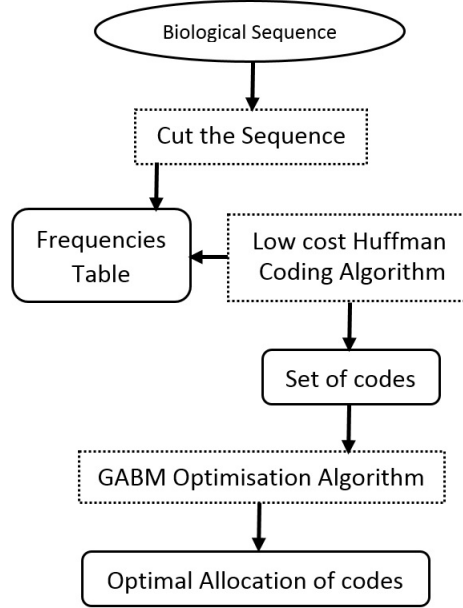 Biological Sequence
Cut the Sequence
Frequencies
Table
Low cost Huffman
Coding Algorithm
Set of codes
GABM Optimisation Algorithm
Optimal Allocation of codes